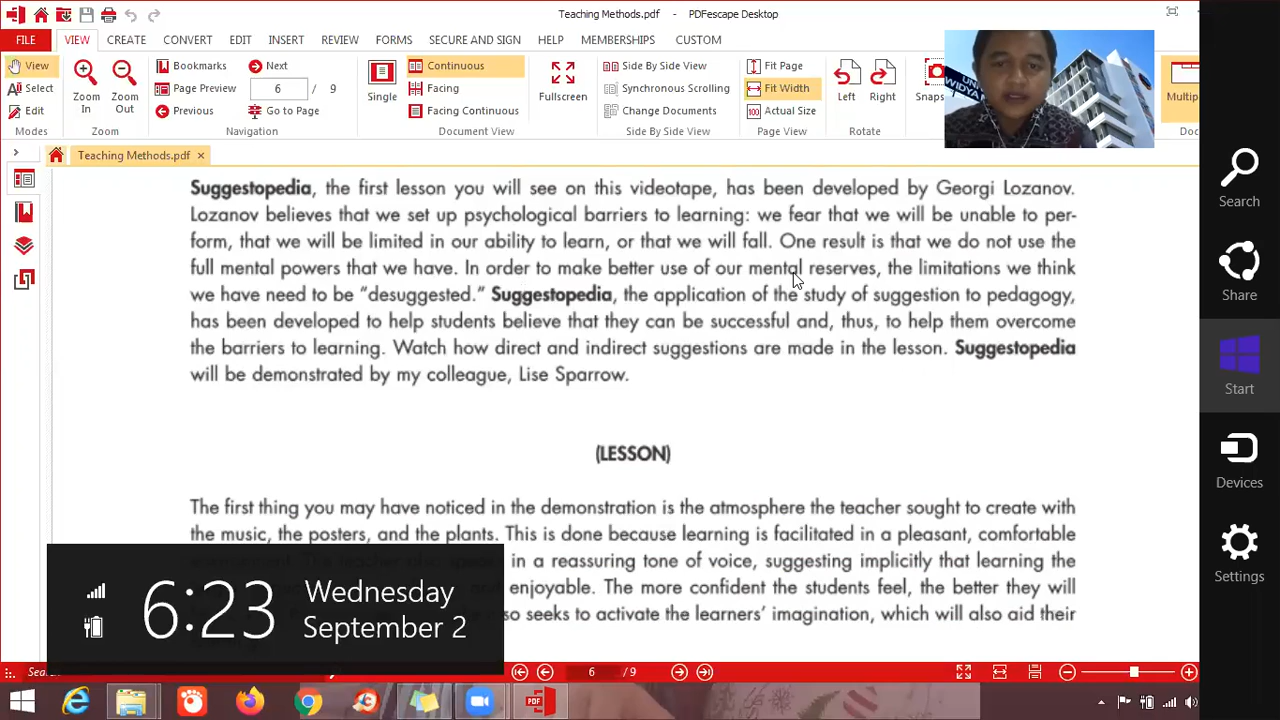 Teaching Methods.pdf - PDFescape Desktop
FILE VIEW CREATE CONVERT EDIT INSERT REVIEW FORMS SECURE AND SIGN HELP MEMBERSHIPS CUSTOM
View
Select
Edit
Modes
Zoom In
Zoom Out
Zoom
Bookmarks
Page Preview
Previous
Next
6 / 9
Go to Page
Navigation
Single
Continuous
Facing
Facing Continuous
Document View
Fullscreen
Side By Side View
Synchronous Scrolling
Change Documents
Side By Side View
Fit Page
Fit Width
Actual Size
Page View
Left
Right
Rotate
Snaps
Multip
Doc
UNI
WIDYA
Teaching Methods.pdf
Suggestopedia, the first lesson you will see on this videotape, has been developed by Georgi Lozanov.
Lozanov believes that we set up psychological barriers to learning: we fear that we will be unable to per-
form, that we will be limited in our ability to learn, or that we will fall. One result is that we do not use the
full mental powers that we have. In order to make better use of our mental reserves, the limitations we think
we have need to be “desuggested.” Suggestopedia, the application of the study of suggestion to pedagogy,
has been developed to help students believe that they can be successful and, thus, to help them overcome
the barriers to learning. Watch how direct and indirect suggestions are made in the lesson. Suggestopedia
will be demonstrated by my colleague, Lise Sparrow.
(LESSON)
The first thing you may have noticed in the demonstration is the atmosphere the teacher sought to create with
the music, the posters, and the plants. This is done because learning is facilitated in a pleasant, comfortable
in a reassuring tone of voice, suggesting implicitly that learning the
enjoyable. The more confident the students feel, the better they will
so seeks to activate the learners’ imagination, which will also aid their
6:23
Wednesday
September 2
Sea
6 / 9
Search
Share
Start
Devices
Settings
PDF